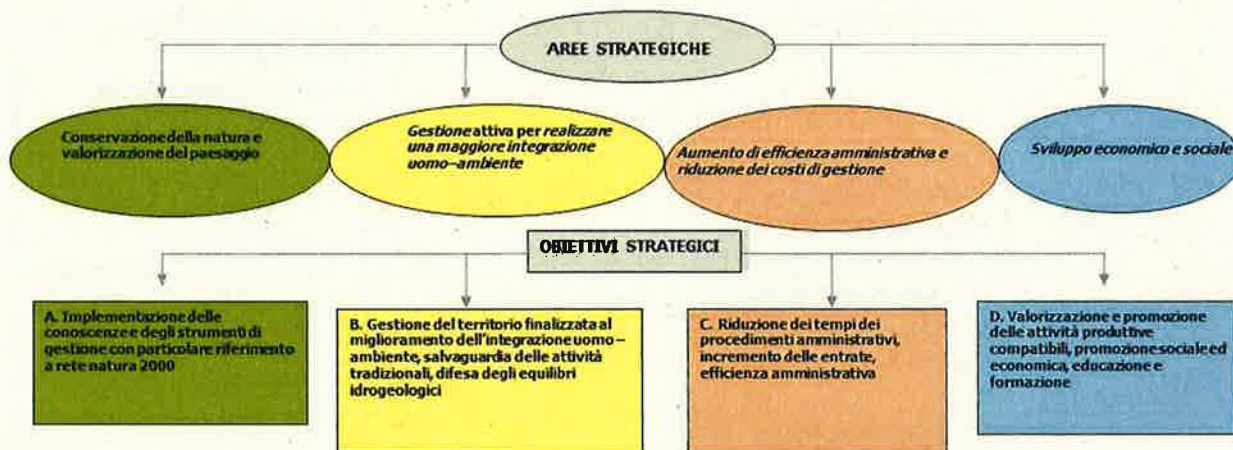 AREE STRATEGICHE
Conservazione della natura e
valorizzazione del paesaggio
Gestione attiva per realizzare
una maggiore integrazione
uomo–ambiente
Aumento di efficienza amministrativa e
riduzione dei costi di gestione
Sviluppo economico e sociale
OBIETTIVI STRATEGICI
A. Implementazione delle
conoscenze e degli strumenti di
gestione con particolare riferimento
a rete natura 2000
B. Gestione del territorio finalizzata al
miglioramento dell'integrazione uomo –
ambiente, salvaguardia delle attività
tradizionali, difesa degli equilibri
idrogeologici
C. Riduzione dei tempi dei
procedimenti amministrativi,
incremento delle entrate,
efficienza amministrativa
D. Valorizzazione e promozione
delle attività produttive
compatibili, promozione sociale ed
economica, educazione e
formazione